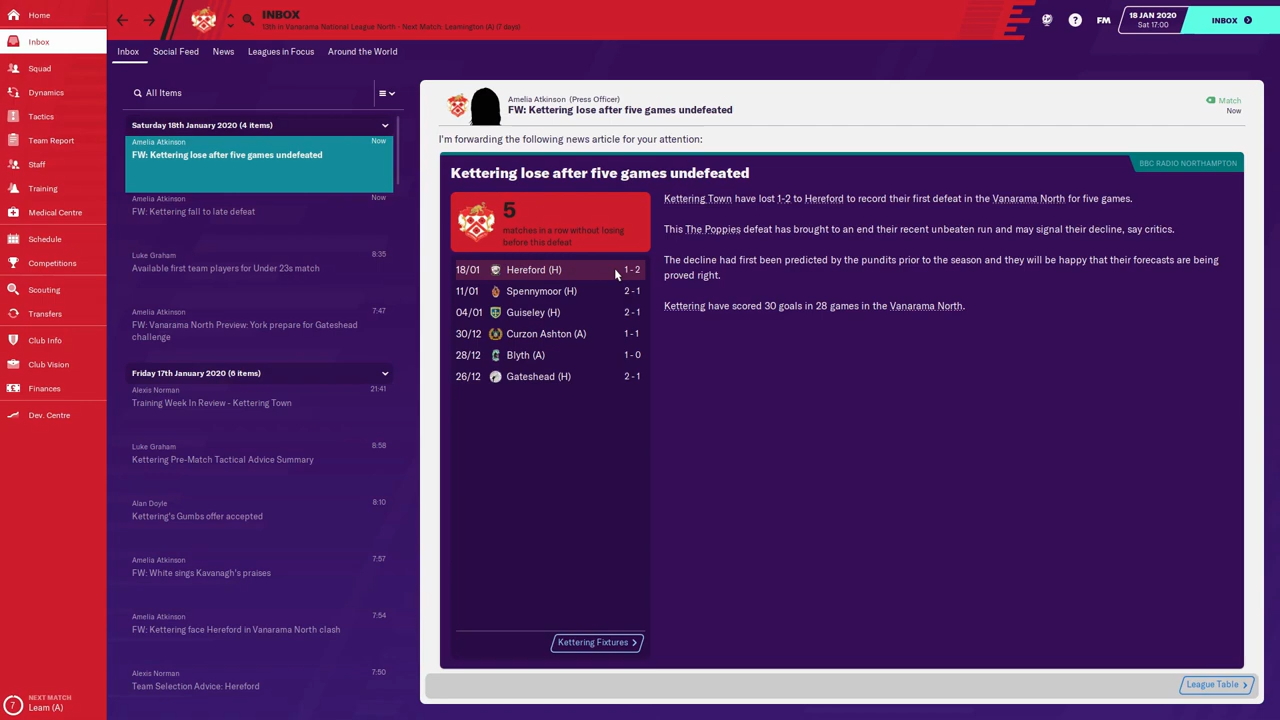 Home
Inbox
Squad
Dynamics
Tactics
Team Report
Staff
Training
Medical Centre
Schedule
Competitions
Scouting
Transfers
Club Info
Club Vision
Finances
Dev. Centre
7
NEXT MATCH
Leam (A)
INBOX
13th in Vanarama National League North - Next Match: Leamington (A) (7 days)
?
FM
18 JAN 2020
Sat 17:00
INBOX
Inbox Social Feed News Leagues in Focus Around the World
All Items
Saturday 18th January 2020 (4 items)
Amelia Atkinson Now
FW: Kettering lose after five games undefeated
Amelia Atkinson Now
FW: Kettering fall to late defeat
Luke Graham 8:35
Available first team players for Under 23s match
Amelia Atkinson 7:47
FW: Vanarama North Preview: York prepare for Gateshead
challenge
Friday 17th January 2020 (6 items)
Alexis Norman 21:41
Training Week In Review - Kettering Town
Luke Graham 8:58
Kettering Pre-Match Tactical Advice Summary
Alan Doyle 8:10
Kettering's Gumbs offer accepted
Amelia Atkinson 7:57
FW: White sings Kavanagh's praises
Amelia Atkinson 7:54
FW: Kettering face Hereford in Vanarama North clash
Alexis Norman 7:50
Team Selection Advice: Hereford
Amelia Atkinson (Press Officer)
FW: Kettering lose after five games undefeated
Match
Now
I'm forwarding the following news article for your attention:
BBC RADIO NORTHAMPTON
Kettering lose after five games undefeated
5
matches in a row without losing
before this defeat
18/01 Hereford (H) 1 - 2
11/01 Spennymoor (H) 2 - 1
04/01 Guiseley (H) 2 - 1
30/12 Curzon Ashton (A) 1 - 1
28/12 Blyth (A) 1 - 0
26/12 Gateshead (H) 2 - 1
Kettering Fixtures
Kettering Town have lost 1-2 to Hereford to record their first defeat in the Vanarama North for five games.
This The Poppies defeat has brought to an end their recent unbeaten run and may signal their decline, say critics.
The decline had first been predicted by the pundits prior to the season and they will be happy that their forecasts are being
proved right.
Kettering have scored 30 goals in 28 games in the Vanarama North.
League Table